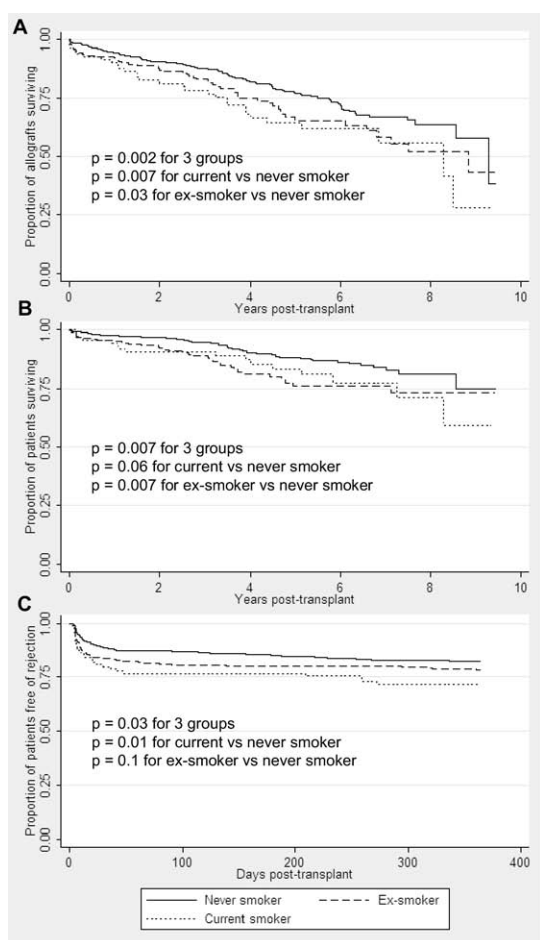 A
Proportion of allografts surviving
1.00
0.75
0.50
0.25
0.00
p = 0.002 for 3 groups
p = 0.007 for current vs never smoker
p = 0.03 for ex-smoker vs never smoker
0 2 4 6 8 10
Years post-transplant
B
Proportion of patients surviving
1.00
0.75
0.50
0.25
0.00
p = 0.007 for 3 groups
p = 0.06 for current vs never smoker
p = 0.007 for ex-smoker vs never smoker
0 2 4 6 8 10
Years post-transplant
C
Proportion of patients free of rejection
1.00
0.75
0.50
0.25
0.00
p = 0.03 for 3 groups
p = 0.01 for current vs never smoker
p = 0.1 for ex-smoker vs never smoker
0 100 200 300 400
Days post-transplant
Never smoker Ex-smoker
Current smoker